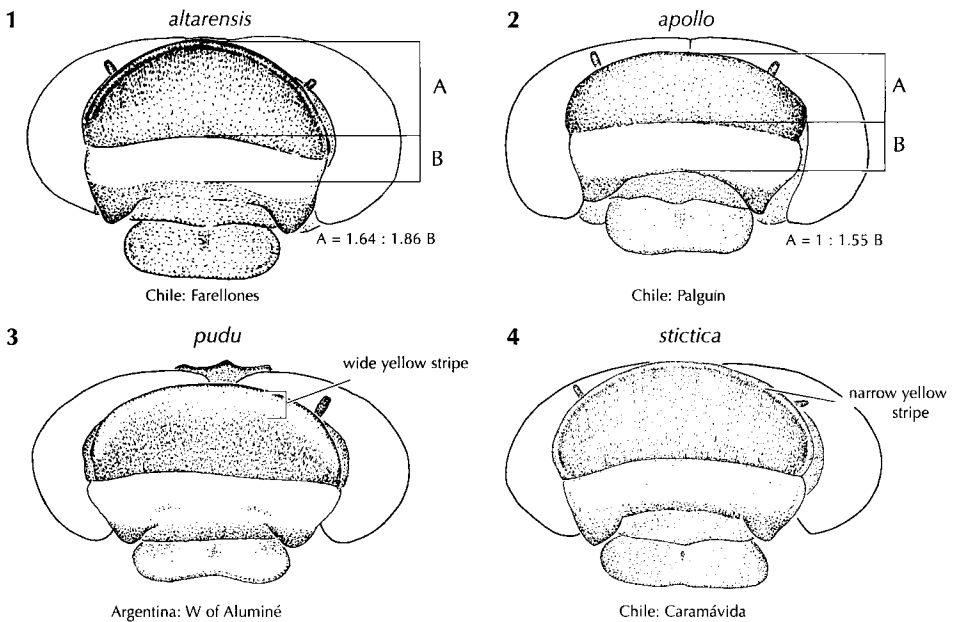 1
altarensis
A
B
A = 1.64 : 1.86 B
Chile: Farellones
2
apollo
A
B
A = 1 : 1.55 B
Chile: Palguín
3
pudu
wide yellow stripe
Argentina: W of Aluminé
4
stictica
narrow yellow
stripe
Chile: Caramávida